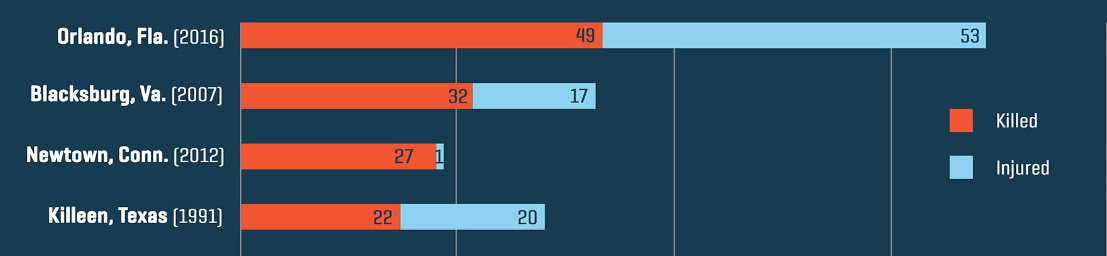 Orlando, Fla. (2016) 49 53
Blacksburg, Va. (2007) 32 17
Killed
Newtown, Conn. (2012) 27 1
Injured
Killeen, Texas (1991) 22 20